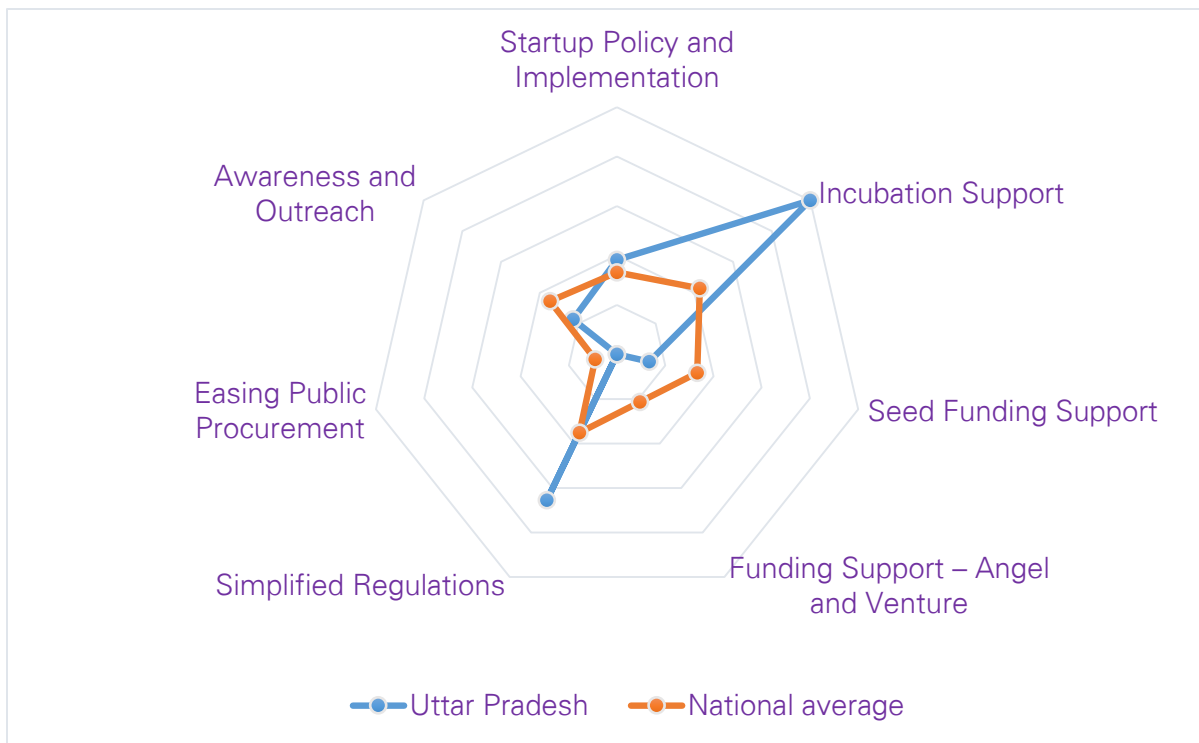 Startup Policy and
Implementation
Incubation Support
Seed Funding Support
Funding Support – Angel
and Venture
Simplified Regulations
Easing Public
Procurement
Awareness and
Outreach
Uttar Pradesh
National average